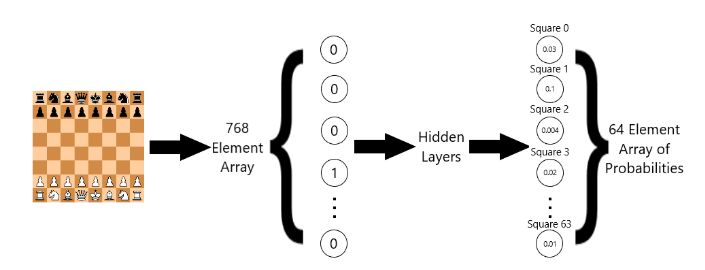 768
Element
Array
0
0
0
1
0
Hidden
Layers
Square 0
0.03
Square 1
0.1
Square 2
0.004
Square 3
0.02
Square 63
0.01
64 Element
Array of
Probabilities